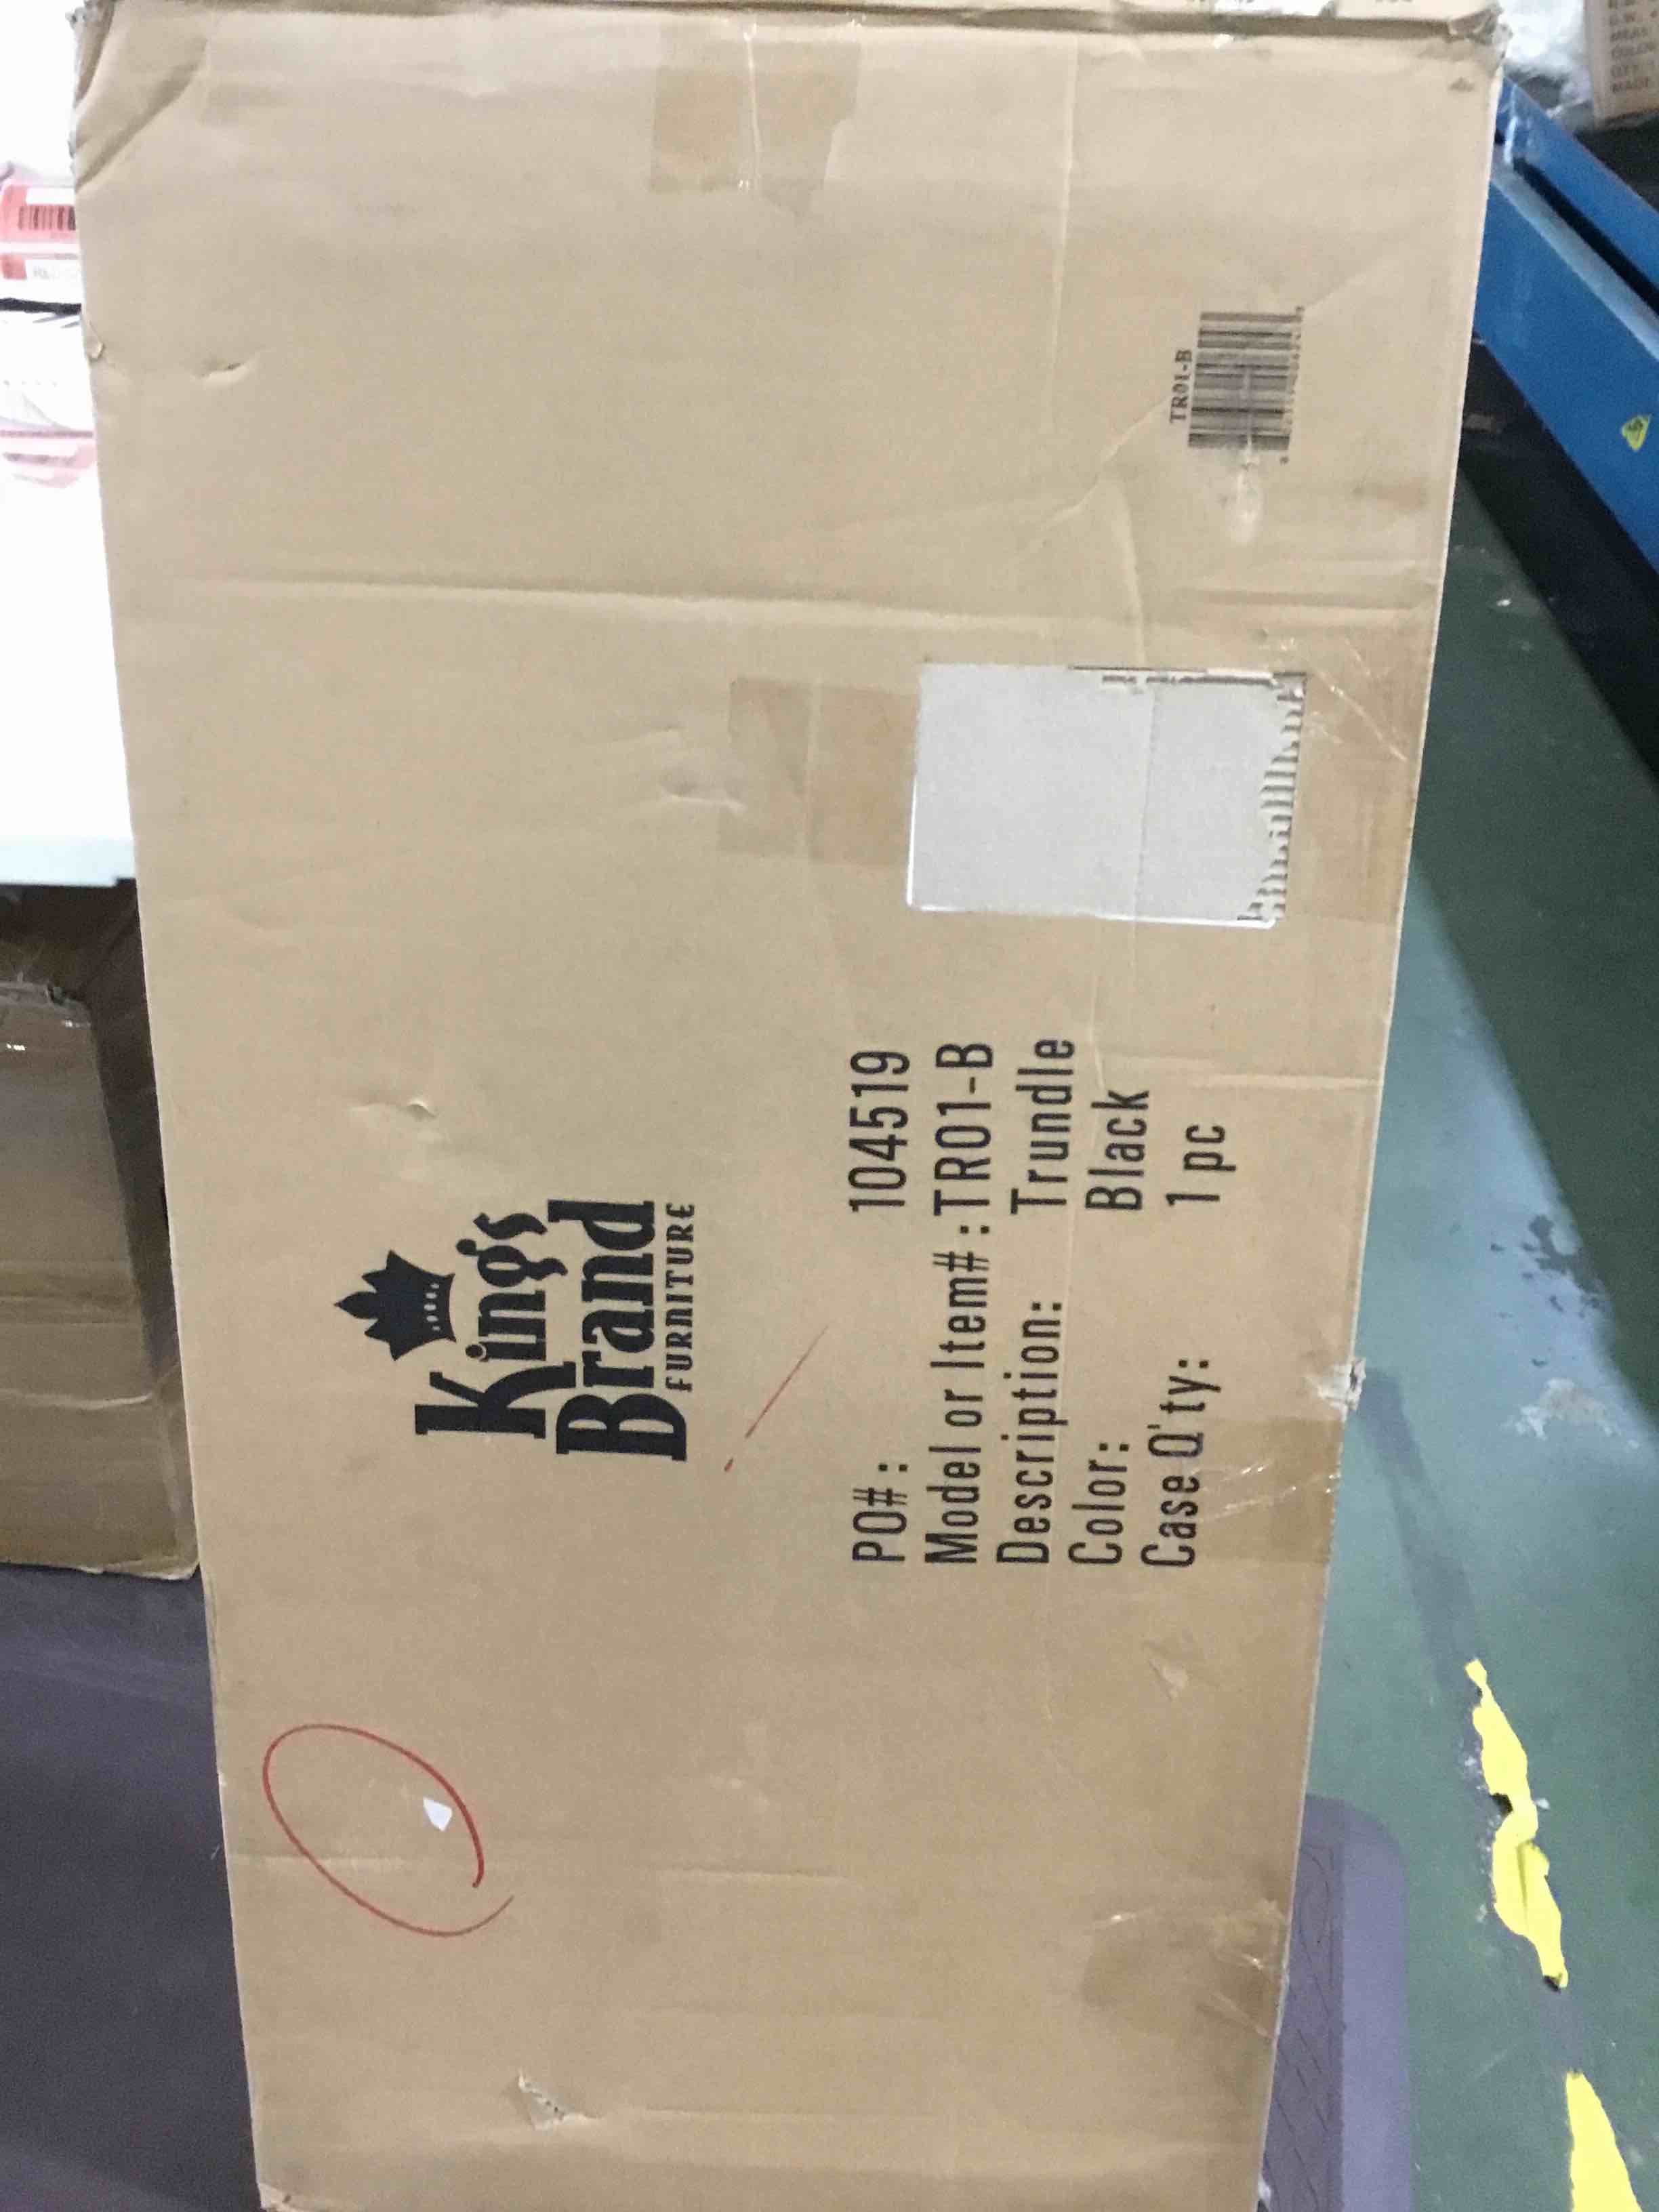 King's
Brand
FURNITURE
PO#: 104519
Model or Item#:TR01-B
Description: Trundle
Color: Black
Case Q'ty: 1 pc
TR01-B